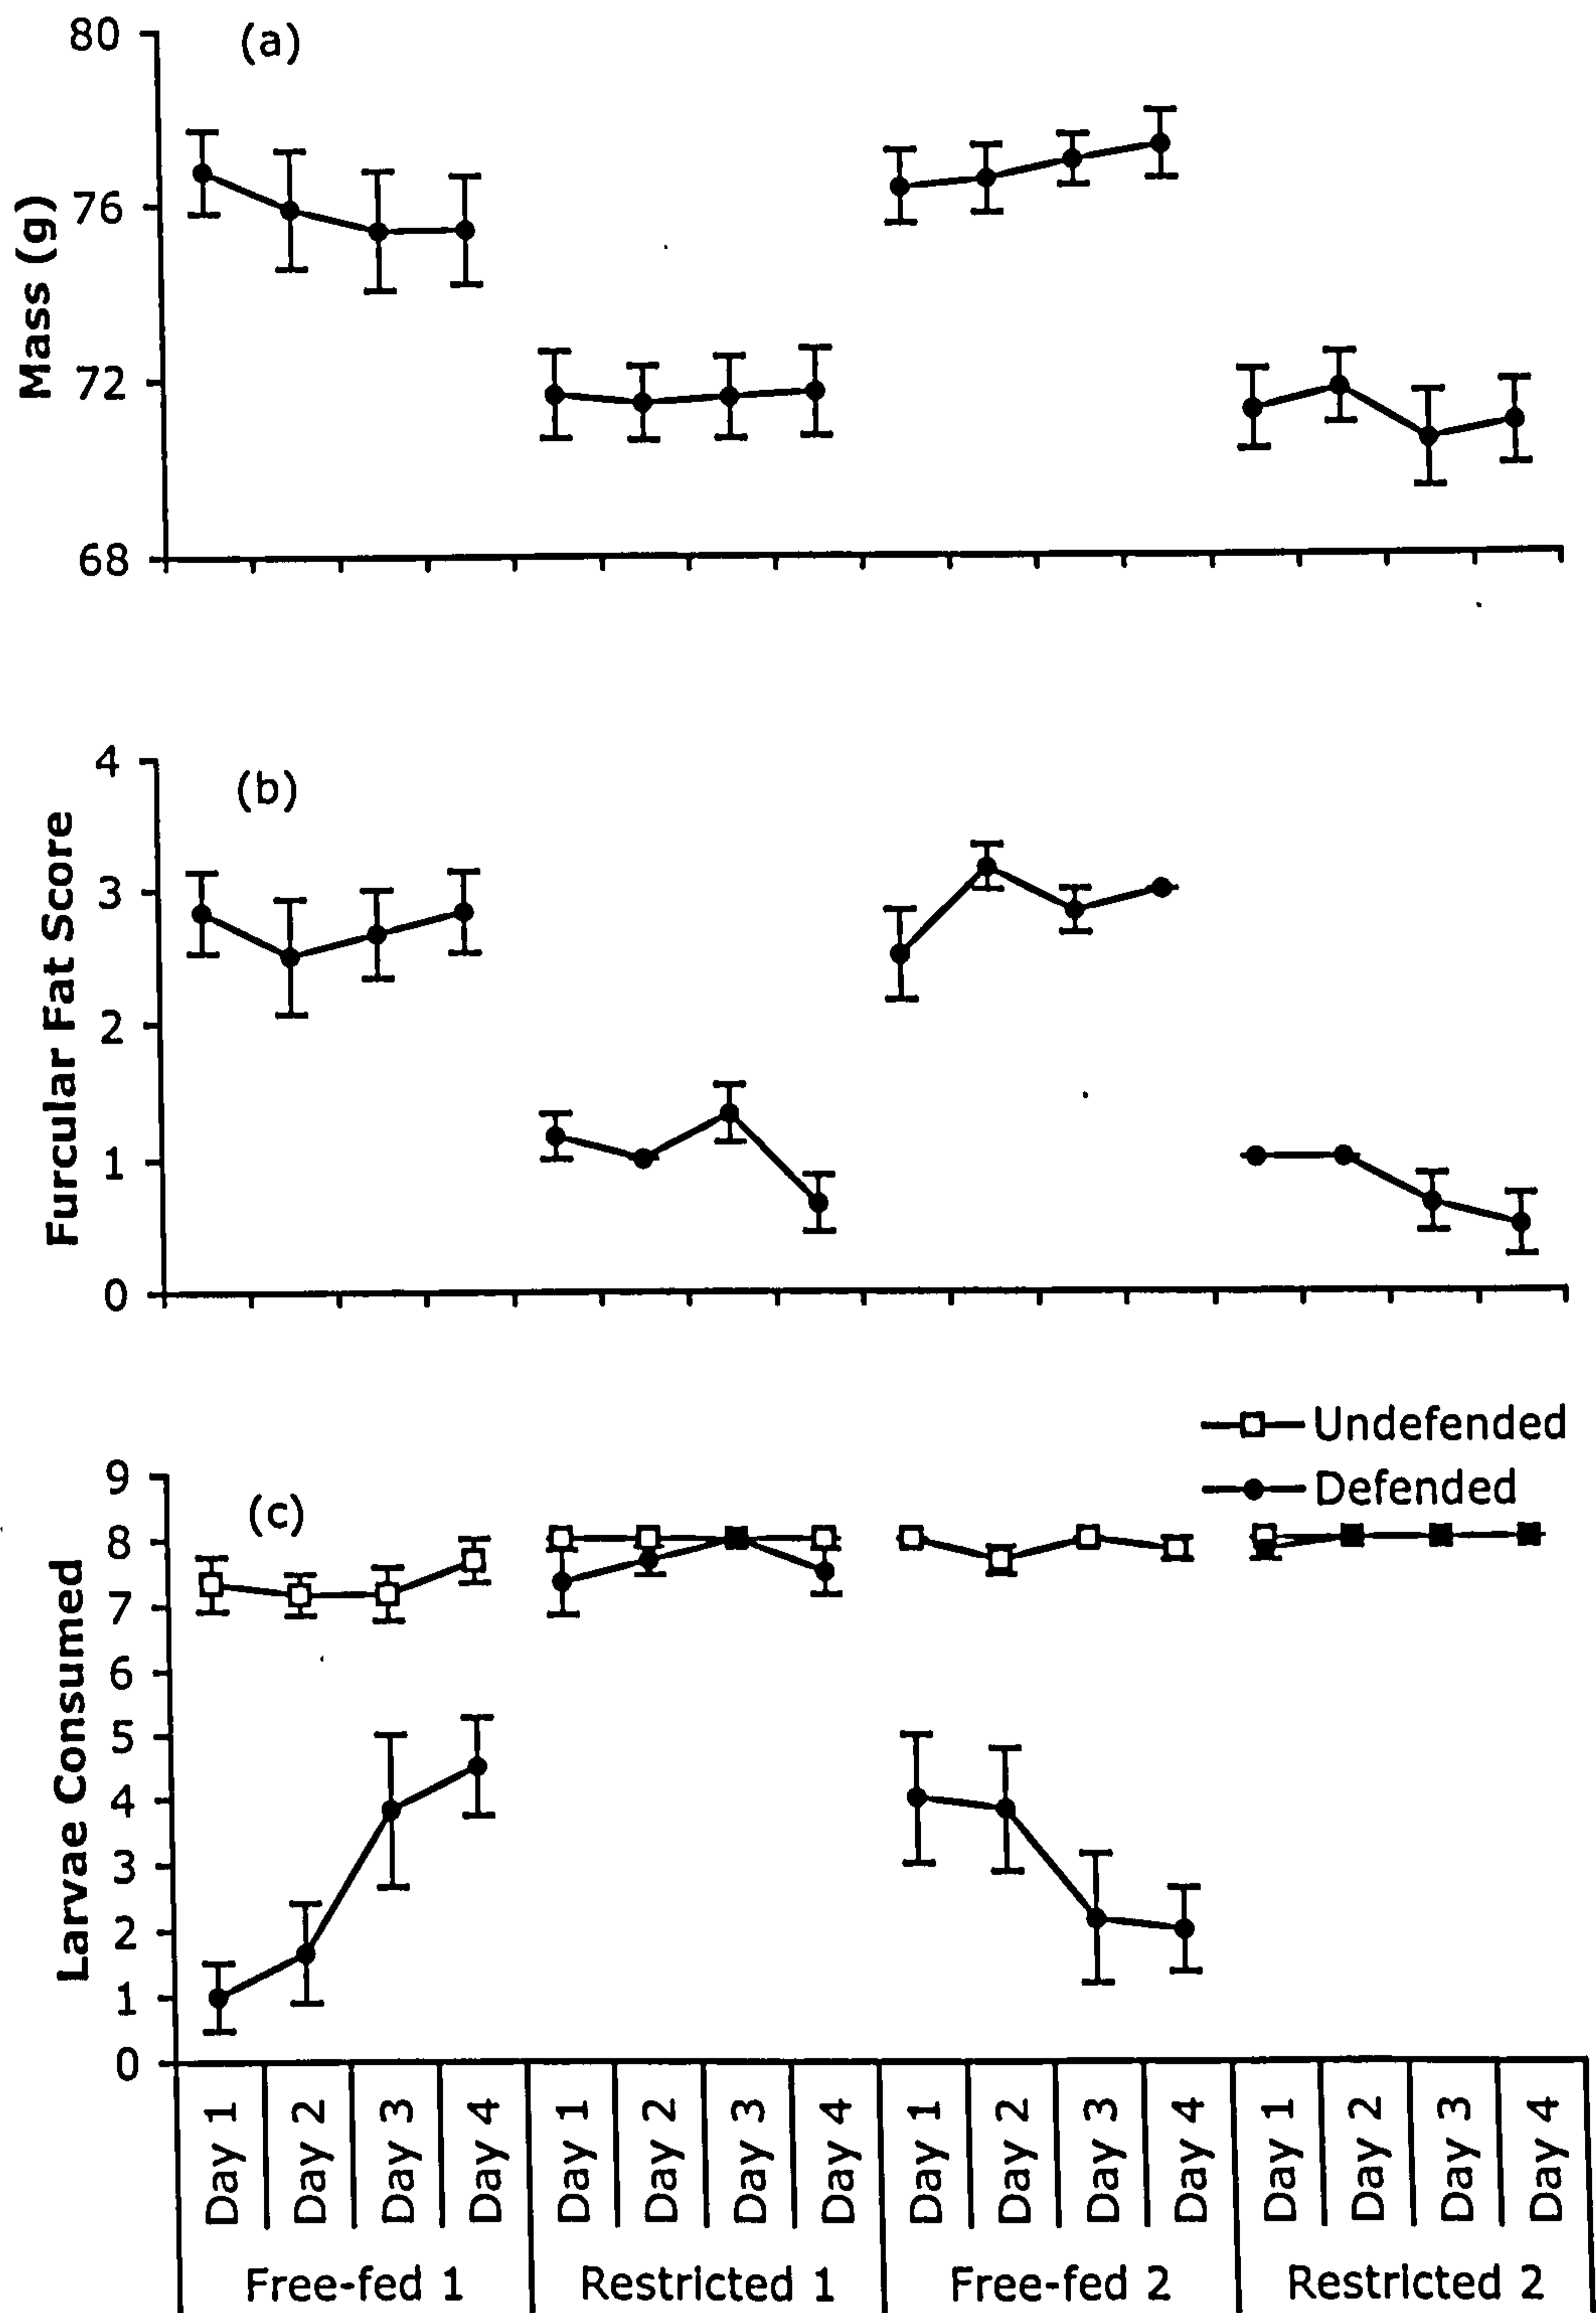 (a)
80
76
72
68
Mass (g)
(b)
4
3
2
1
0
Furcular Fat Score
Undefended
Defended
(c)
9
8
7
6
5
4
3
2
1
0
Larvae Consumed
Day 1 Day 2 Day 3 Day 4 Day 1 Day 2 Day 3 Day 4 Day 1 Day 2 Day 3 Day 4 Day 1 Day 2 Day 3 Day 4
Free-fed 1 Restricted 1 Free-fed 2 Restricted 2